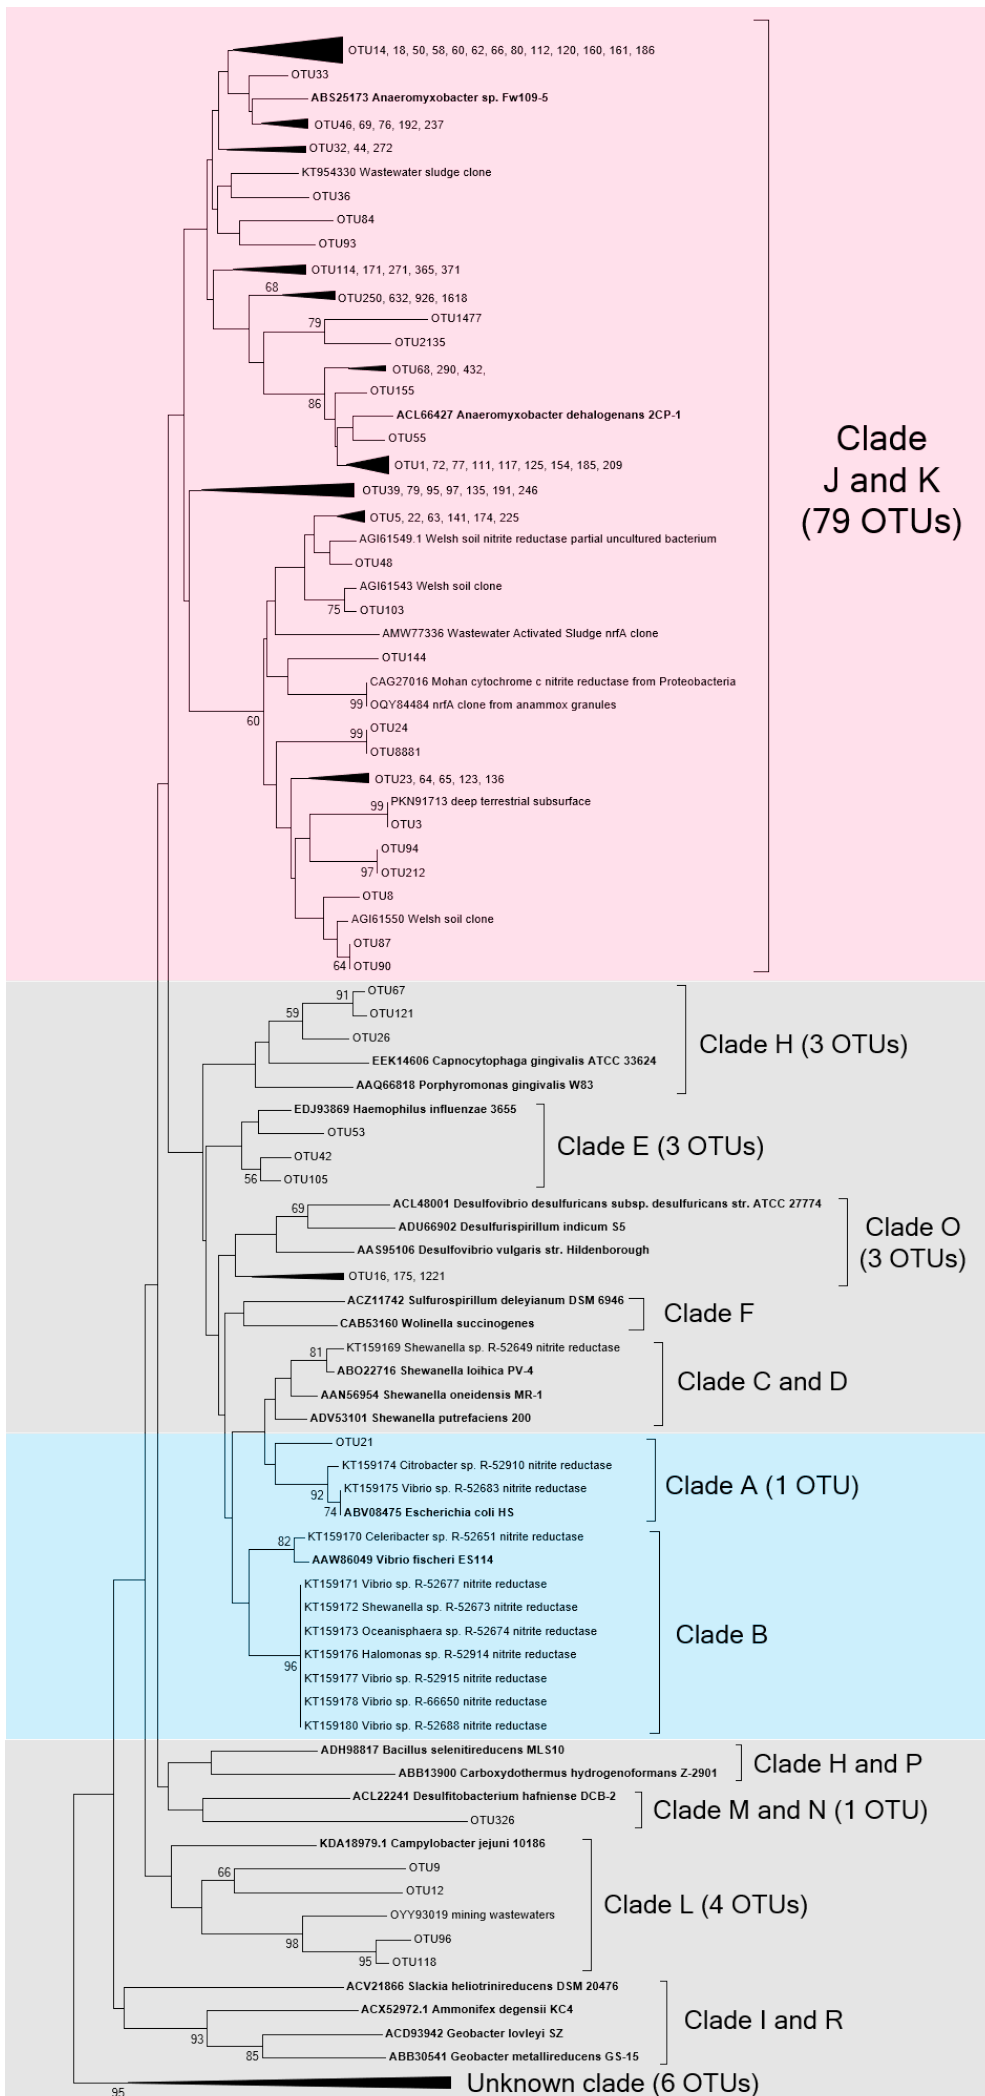 OTU14, 18, 50, 58, 60, 62, 66, 80, 112, 120, 160, 161, 186
OTU33
ABS25173 Anaeromyxobacter sp. Fw109-5
OTU46, 69, 76, 192, 237
OTU32, 44, 272
KT954330 Wastewater sludge clone
OTU36
OTU84
OTU93
OTU114, 171, 271, 365, 371
68
OTU250, 632, 926, 1618
OTU1477
79
OTU2135
OTU68, 290, 432,
OTU155
86
ACL66427 Anaeromyxobacter dehalogenans 2CP-1
OTU55
OTU1, 72, 77, 111, 117, 125, 154, 185, 209
Clade
J and K
(79 OTUs)
OTU39, 79, 95, 97, 135, 191, 246
OTU5, 22, 63, 141, 174, 225
AGI61549.1 Welsh soil nitrite reductase partial uncultured bacterium
OTU48
AGI61543 Welsh soil clone
75
OTU103
AMW77336 Wastewater Activated Sludge nrfA clone
OTU144
CAG27016 Mohan cytochrome c nitrite reductase from Proteobacteria
99
OQY84484 nrfA clone from anammox granules
60
OTU24
99
OTU8881
OTU23, 64, 65, 123, 136
PKN91713 deep terrestrial subsurface
99
OTU3
OTU94
97
OTU212
OTU8
AGI61550 Welsh soil clone
OTU87
64
OTU90
OTU67
91
OTU121
59
OTU26
EEK14606 Capnocytophaga gingivalis ATCC 33624
AAQ66818 Porphyromonas gingivalis W83
Clade H (3 OTUs)
EDJ93869 Haemophilus influenzae 3655
OTU53
OTU42
56
OTU105
Clade E (3 OTUs)
ACL48001 Desulfovibrio desulfuricans subsp. desulfuricans str. ATCC 27774
69
ADU66902 Desulfurispirillum indicum S5
AAS95106 Desulfovibrio vulgaris str. Hildenborough
OTU16, 175, 1221
Clade O
(3 OTUs)
ACZ11742 Sulfurospirillum deleyianum DSM 6946
CAB53160 Wolinella succinogenes
Clade F
KT159169 Shewanella sp. R-52649 nitrite reductase
81
ABO22716 Shewanella loihica PV-4
AAN56954 Shewanella oneidensis MR-1
ADV53101 Shewanella putrefaciens 200
Clade C and D
OTU21
KT159174 Citrobacter sp. R-52910 nitrite reductase
92
KT159175 Vibrio sp. R-52683 nitrite reductase
74
ABV08475 Escherichia coli HS
Clade A (1 OTU)
KT159170 Celeribacter sp. R-52651 nitrite reductase
82
AAW86049 Vibrio fischeri ES114
KT159171 Vibrio sp. R-52677 nitrite reductase
KT159172 Shewanella sp. R-52673 nitrite reductase
KT159173 Oceanisphaera sp. R-52674 nitrite reductase
KT159176 Halomonas sp. R-52914 nitrite reductase
96
KT159177 Vibrio sp. R-52915 nitrite reductase
KT159178 Vibrio sp. R-66650 nitrite reductase
KT159180 Vibrio sp. R-52688 nitrite reductase
Clade B
ADH98817 Bacillus selenitireducens MLS10
ABB13900 Carboxydothermus hydrogenoformans Z-2901
Clade H and P
ACL22241 Desulfitobacterium hafniense DCB-2
OTU326
Clade M and N (1 OTU)
KDA18979.1 Campylobacter jejuni 10186
OTU9
66
OTU12
OYY93019 mining wastewaters
98
OTU96
95
OTU118
Clade L (4 OTUs)
ACV21866 Slackia heliotrinireducens DSM 20476
ACX52972.1 Ammonifex degensii KC4
93
ACD93942 Geobacter lovleyi SZ
85
ABB30541 Geobacter metallireducens GS-15
Clade I and R
95
Unknown clade (6 OTUs)